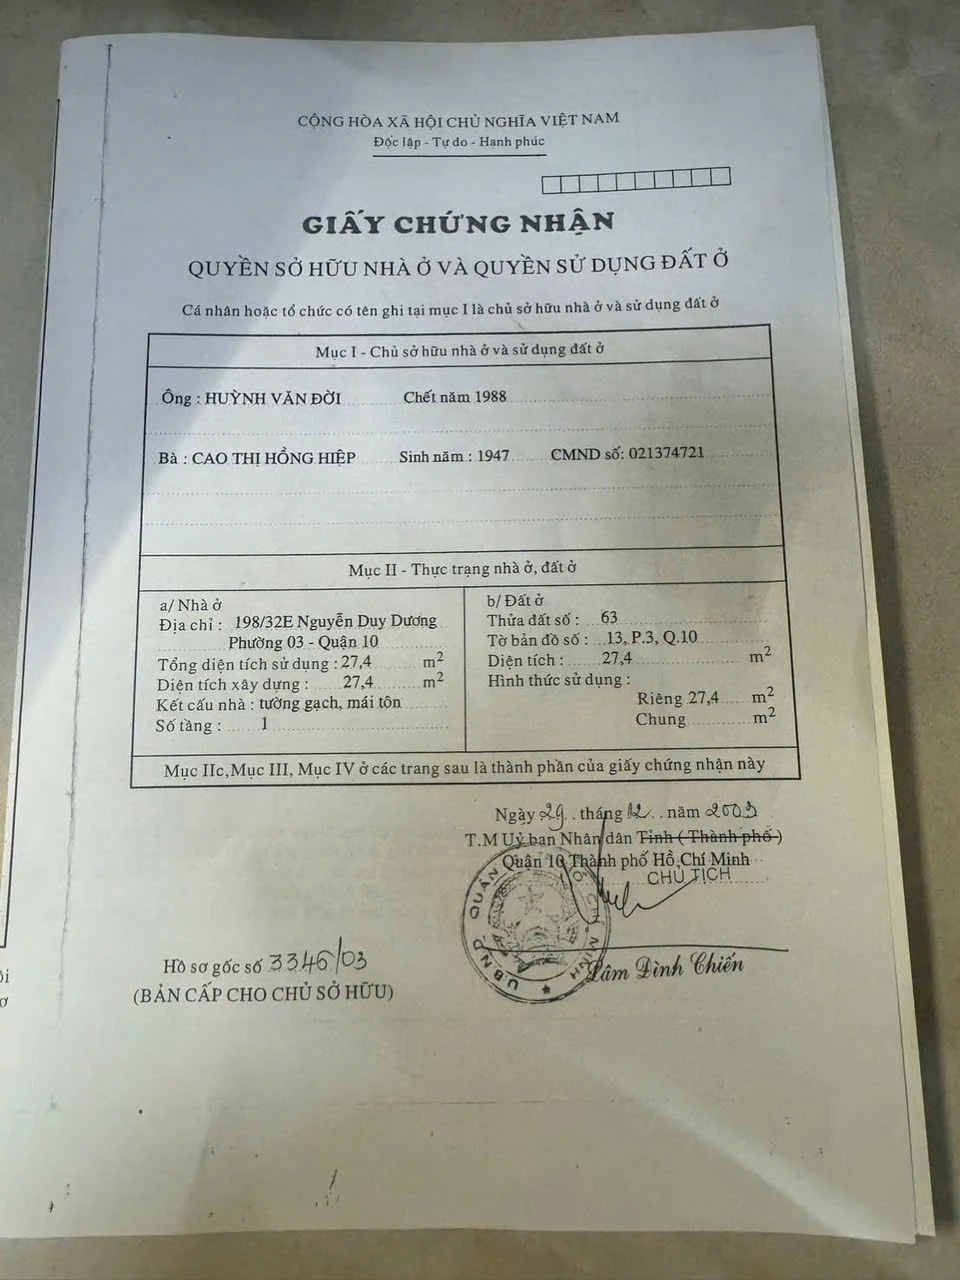 CỘNG HÒA XÃ HỘI CHỦ NGHĨA VIỆT NAM
Độc lập - Tự do - Hạnh phúc
GIẤY CHỨNG NHẬN
QUYỀN SỞ HỮU NHÀ Ở VÀ QUYỀN SỬ DỤNG ĐẤT Ở
Cá nhân hoặc tổ chức có tên ghi tại mục I là chủ sở hữu nhà ở và sử dụng đất ở
Mục I - Chủ sở hữu nhà ở và sử dụng đất ở
Ông : HUỲNH VĂN ĐỜI Chết năm 1988
Bà : CAO THỊ HỒNG HIỆP Sinh năm : 1947 CMND số: 021374721
Mục II - Thực trạng nhà ở, đất ở
a/ Nhà ở
Địa chỉ : 198/32E Nguyễn Duy Dương
Phường 03 - Quận 10
Tổng diện tích sử dụng : 27,4 m2
Diện tích xây dựng : 27,4 m2
Kết cấu nhà : tường gạch, mái tôn
Số tầng : 1
b/ Đất ở
Thửa đất số : 63
Tờ bản đồ số : 13, P.3, Q.10
Diện tích : 27,4 m2
Hình thức sử dụng :
Riêng 27,4 m2
Chung m2
Mục IIc,Mục III, Mục IV ở các trang sau là thành phần của giấy chứng nhận này
Ngày 29 tháng 12 năm 2003
T.M Uỷ ban Nhân dân Tỉnh ( Thành phố )
Quận 10 Thành phố Hồ Chí Minh
CHỦ TỊCH
U.B.N.D QUẬN
CHÍ MINH
Lâm Đình Chiến
Hồ sơ gốc số 3346/03
(BẢN CẤP CHO CHỦ SỞ HỮU)